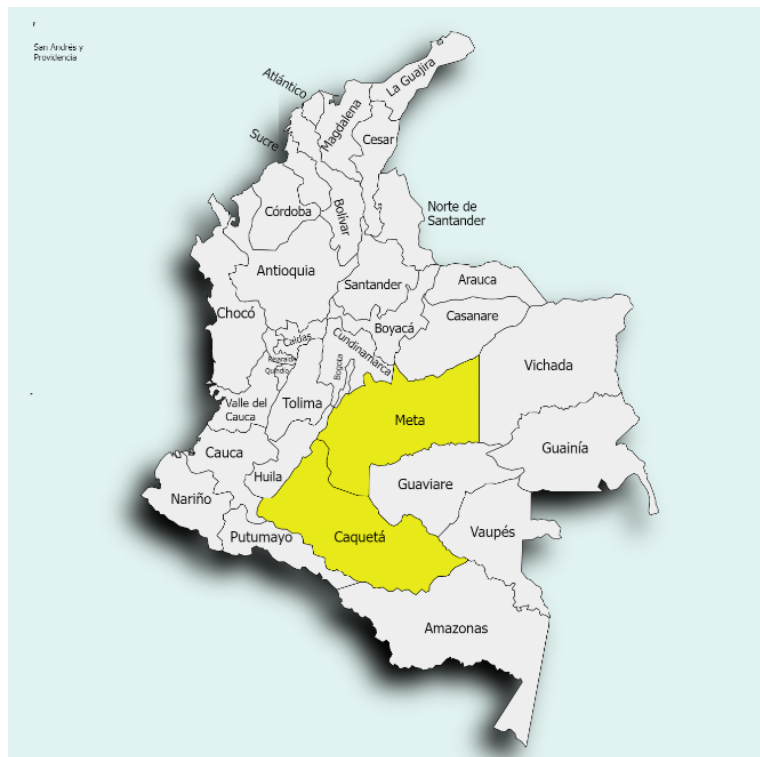 San Andrés y
Providencia
Atlántico
La Guajira
Magdalena
Sucre
Cesar
Norte de
Santander
Córdoba
Bolívar
Antioquia
Santander
Arauca
Chocó
Casanare
Boyacá
Caldas
Cundinamarca
Risaralda
Quindío
Bogota
Vichada
Valle del
Cauca
Tolima
Meta
Cauca
Guainía
Huila
Guaviare
Nariño
Putumayo
Caquetá
Vaupés
Amazonas